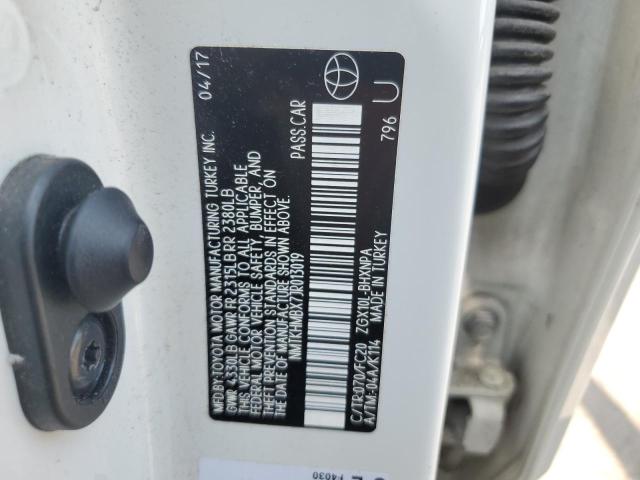 MFD BY: TOYOTA MOTOR MANUFACTURING TURKEY INC. 04/17
GVWR 4330LB GAWR FR 2315LB RR 2380LB
THIS VEHICLE CONFORMS TO ALL APPLICABLE
FEDERAL MOTOR VEHICLE SAFETY, BUMPER, AND
THEFT PREVENTION STANDARDS IN EFFECT ON
THE DATE OF MANUFACTURE SHOWN ABOVE.
NMTKHMBX7JR013019 PASS.CAR
C/TR:070/FC20 ZGX10L-BHXNPA
A/TM:04A/K114 MADE IN TURKEY 796 U
F4030